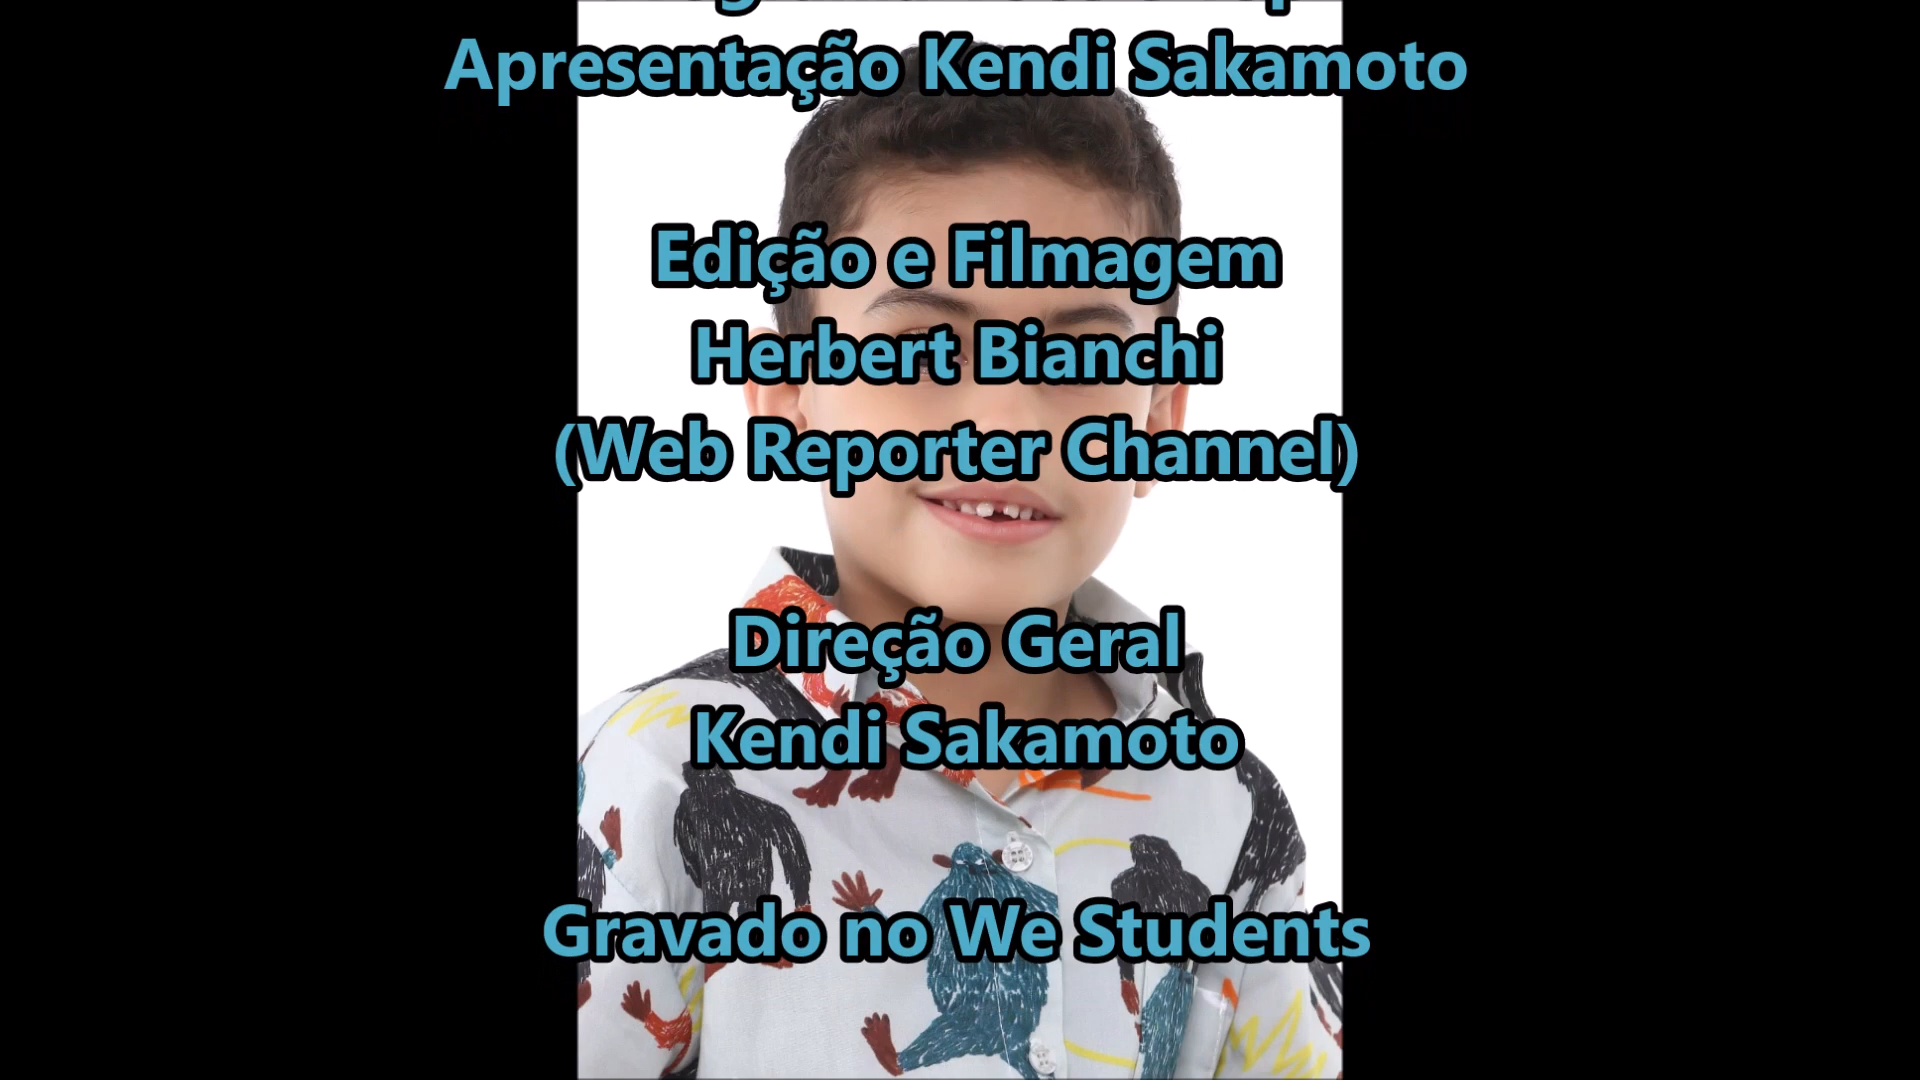 Apresentação Kendi Sakamoto
Edição e Filmagem
Herbert Bianchi
(Web Reporter Channel)
Direção Geral
Kendi Sakamoto
Gravado no We Students